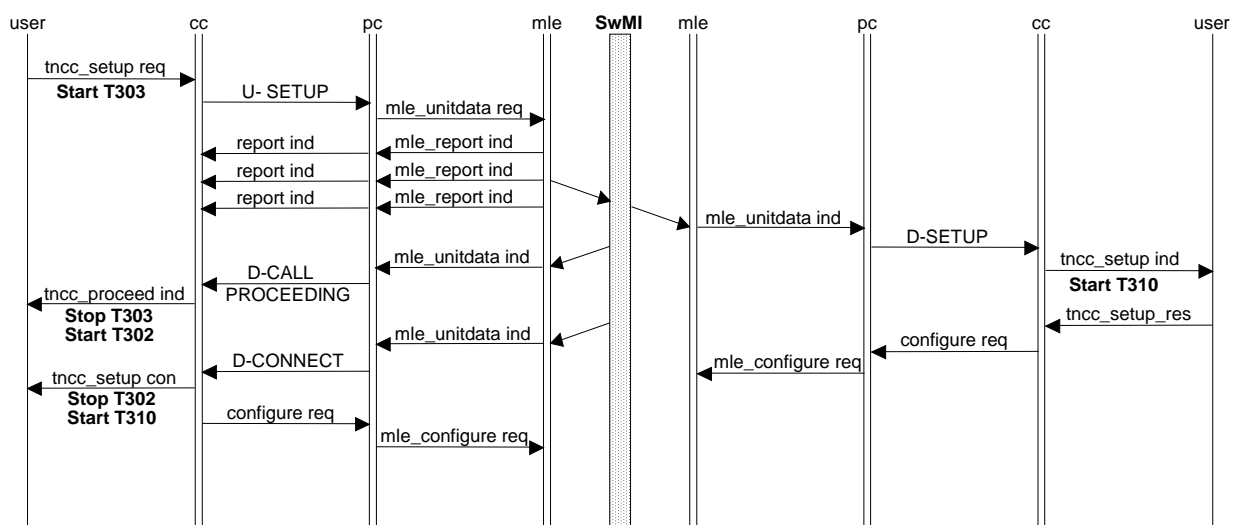 user cc pc mle SwMI mle pc cc user
tncc_setup req
Start T303
U- SETUP
mle_unitdata req
report ind mle_report ind
report ind mle_report ind
report ind mle_report ind
mle_unitdata ind
D-SETUP
tncc_setup ind
Start T310
mle_unitdata ind
D-CALL
PROCEEDING
tncc_proceed ind
Stop T303
Start T302
tncc_setup_res
configure req
mle_configure req
mle_unitdata ind
D-CONNECT
tncc_setup con
Stop T302
Start T310
configure req
mle_configure req